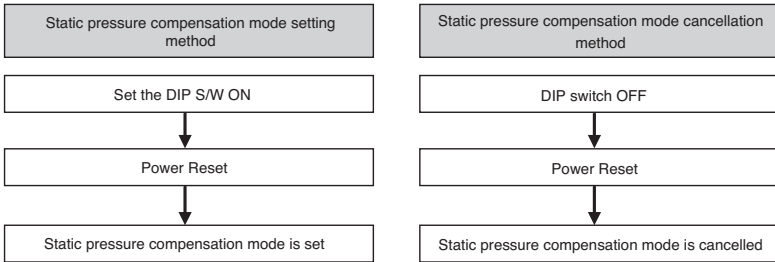 Static pressure compensation mode setting
method
Set the DIP S/W ON
Power Reset
Static pressure compensation mode is set
Static pressure compensation mode cancellation
method
DIP switch OFF
Power Reset
Static pressure compensation mode is cancelled